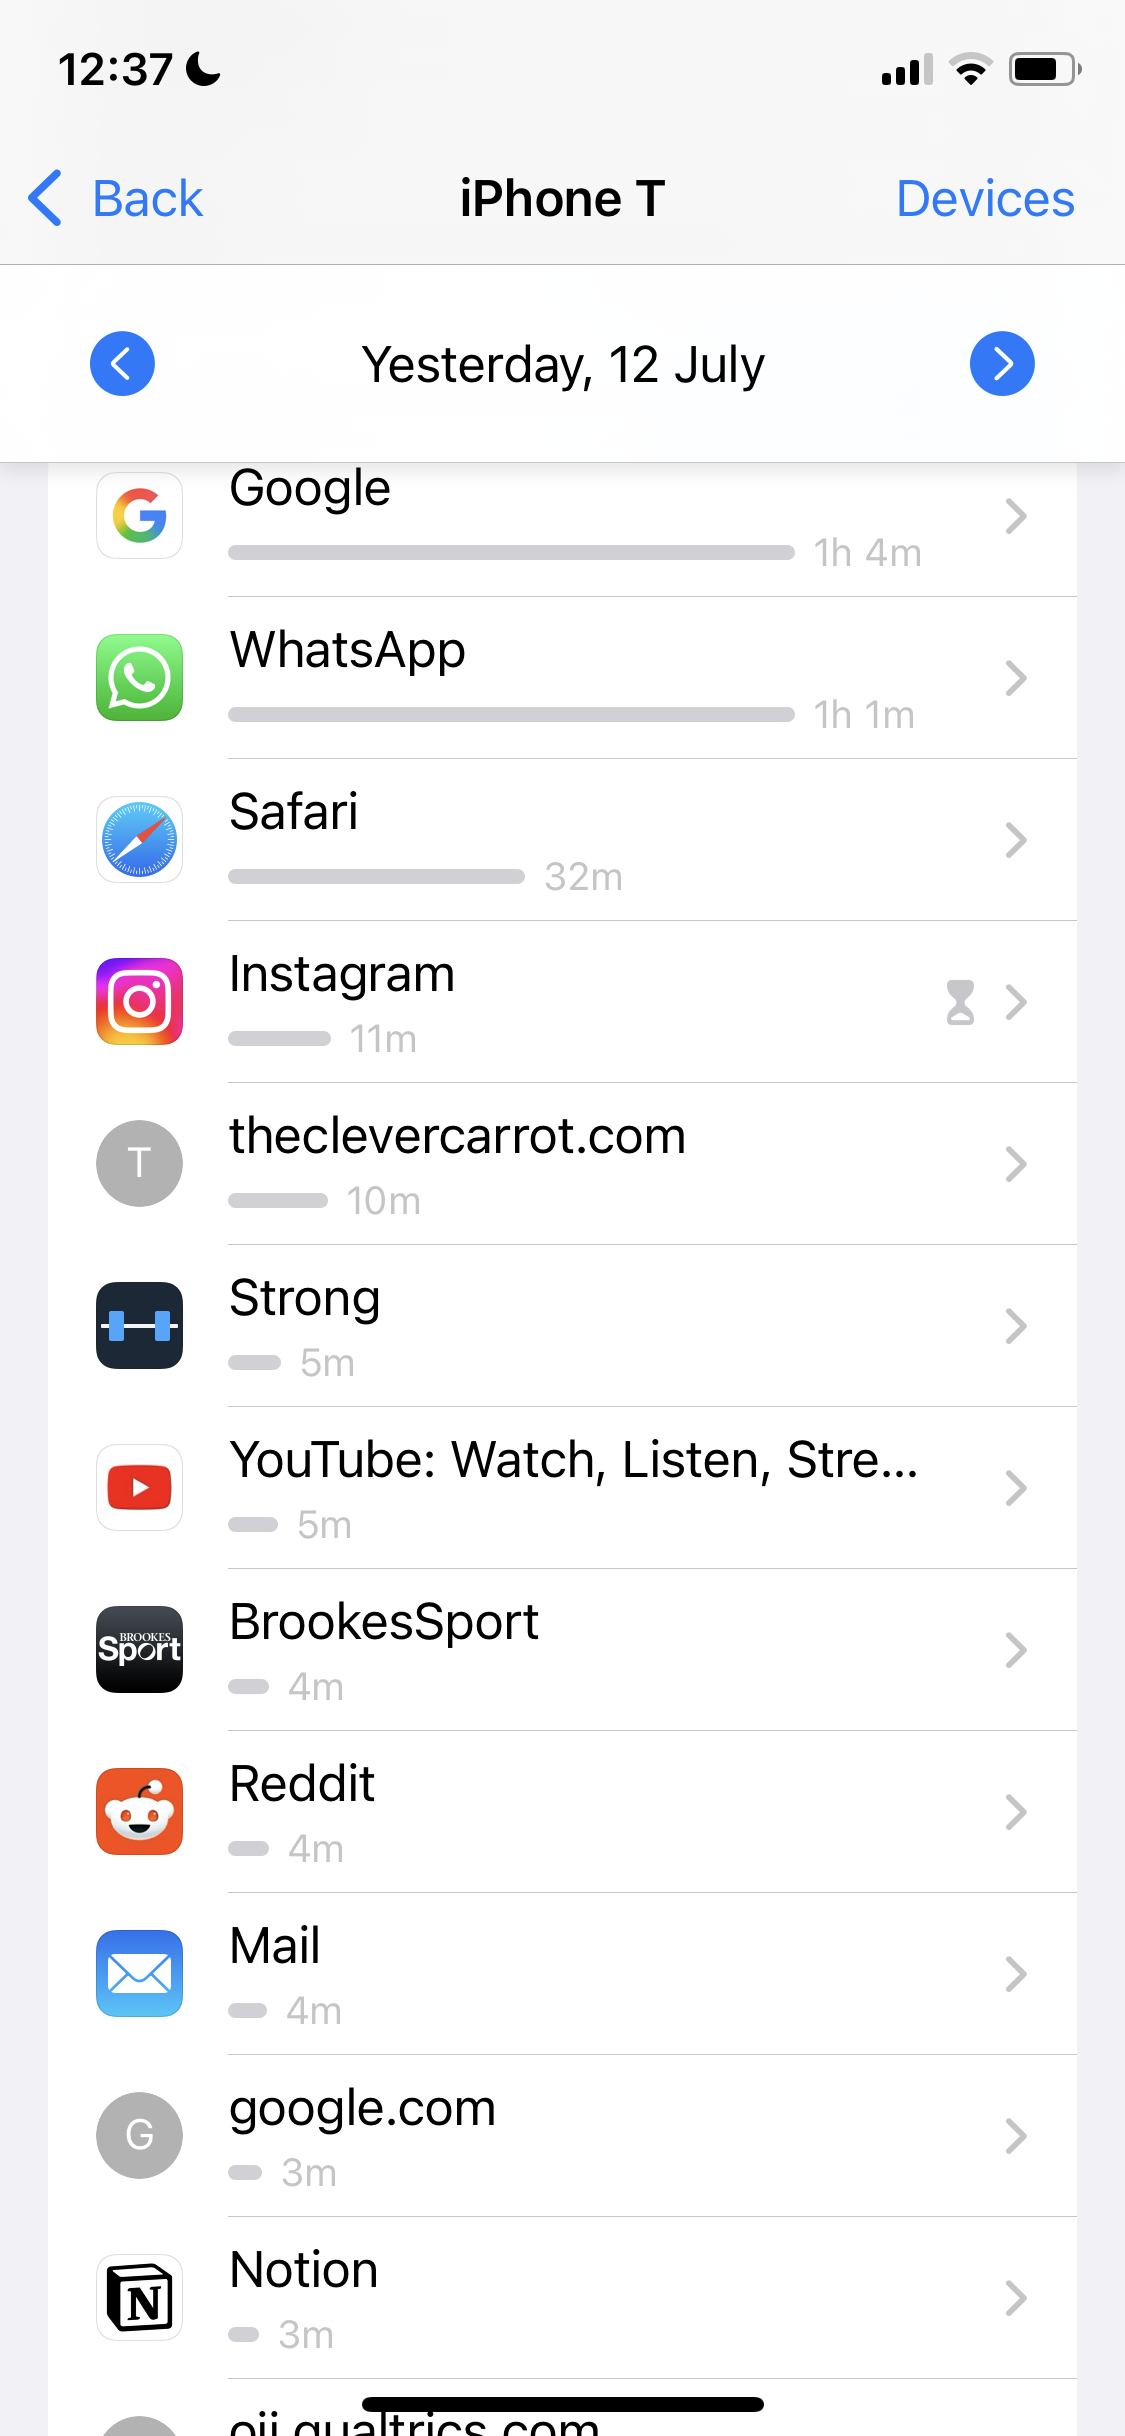 12:37
Back
iPhone T
Devices
Yesterday, 12 July
Google
1h 4m
WhatsApp
1h 1m
Safari
32m
Instagram
11m
T
theclevercarrot.com
10m
Strong
5m
YouTube: Watch, Listen, Stre...
5m
BROOKES
Sport
BrookesSport
4m
Reddit
4m
Mail
4m
G
google.com
3m
N
Notion
3m
oii.qualtrics.com